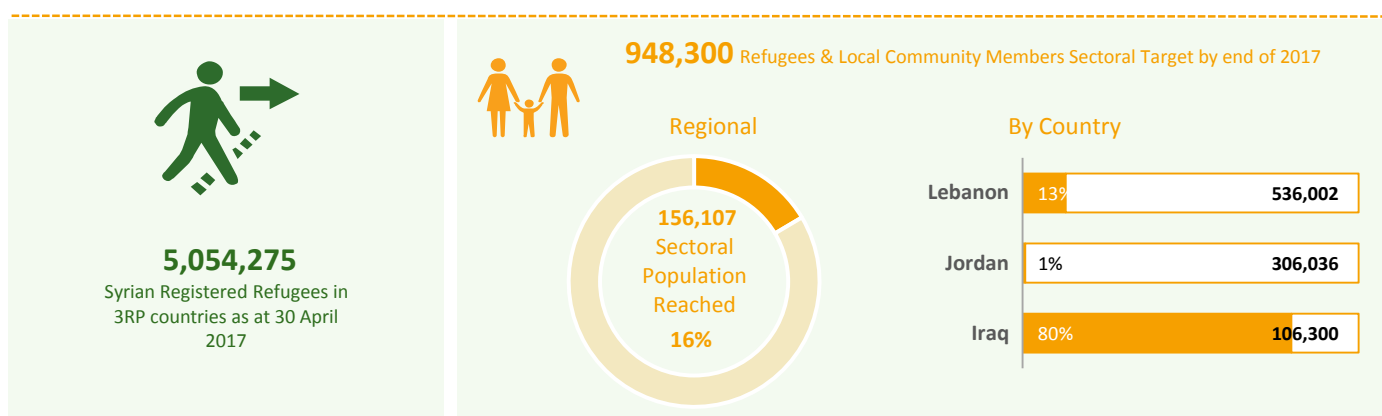 5,054,275
Syrian Registered Refugees in
3RP countries as at 30 April
2017
948,300 Refugees & Local Community Members Sectoral Target by end of 2017
Regional
156,107
Sectoral
Population
Reached
16%
By Country
Lebanon 13% 536,002
Jordan 1% 306,036
Iraq 80% 106,300